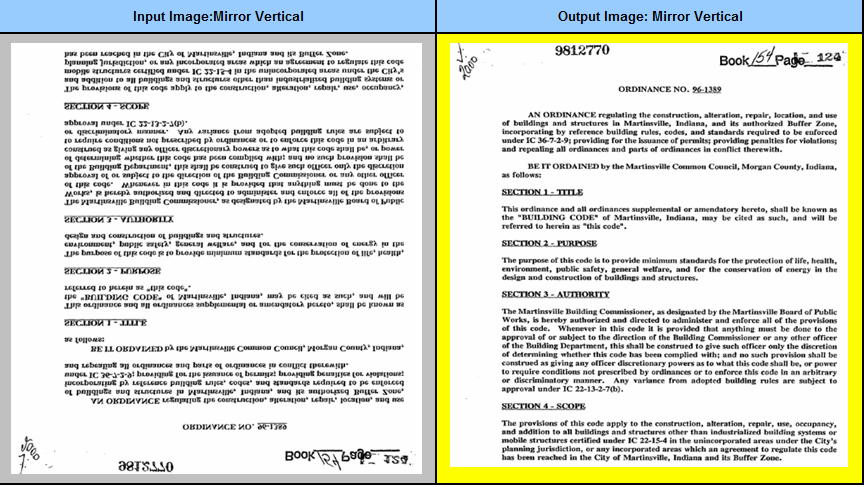 Input Image:Mirror Vertical
has been reached in the City of Martinsville, Indiana and its Buffer Zone.
planning jurisdiction, or any incorporated areas which an agreement to regulate this code
mobile structures certified under IC 22-15-4 in the unincorporated areas under the City's
and addition to all buildings and structures other than industrialized building systems or
The provisions of this code apply to the construction, alteration, repair, use, occupancy,
SECTION 4 - SCOPE
approval under IC 22-13-2-7(b).
or discriminatory manner. Any variance from adopted building rules are subject to
to require conditions not prescribed by ordinances or to enforce this code in an arbitrary
construed as giving any officer discretionary powers as to what this code shall be, or power
of determining whether this code has been complied with; and no such provision shall be
of the Building Department, this shall be construed to give such officer only the discretion
approval of or subject to the direction of the Building Commissioner or any other officer
of this code. Whenever in this code it is provided that anything must be done to the
Works, is hereby authorized and directed to administer and enforce all of the provisions
The Martinsville Building Commissioner, as designated by the Martinsville Board of Public
SECTION 3 - AUTHORITY
design and construction of buildings and structures.
environment, public safety, general welfare, and for the conservation of energy in the
The purpose of this code is to provide minimum standards for the protection of life, health,
SECTION 2 - PURPOSE
referred to herein as "this code".
the "BUILDING CODE" of Martinsville, Indiana, may be cited as such, and will be
This ordinance and all ordinances supplemental or amendatory hereto, shall be known as
SECTION 1 - TITLE
as follows:
BE IT ORDAINED by the Martinsville Common Council, Morgan County, Indiana,
and repealing all ordinances and parts of ordinances in conflict therewith.
under IC 36-7-2-9; providing for the issuance of permits; providing penalties for violations;
incorporating by reference building rules, codes, and standards required to be enforced
of buildings and structures in Martinsville, Indiana, and its authorized Buffer Zone,
AN ORDINANCE regulating the construction, alteration, repair, location, and use
ORDINANCE NO. 96-1389
Book 154 Page 124
9812770
Output Image: Mirror Vertical
9812770
Book 154 Page 124
ORDINANCE NO. 96-1389
AN ORDINANCE regulating the construction, alteration, repair, location, and use
of buildings and structures in Martinsville, Indiana, and its authorized Buffer Zone,
incorporating by reference building rules, codes, and standards required to be enforced
under IC 36-7-2-9; providing for the issuance of permits; providing penalties for violations;
and repealing all ordinances and parts of ordinances in conflict therewith.
BE IT ORDAINED by the Martinsville Common Council, Morgan County, Indiana,
as follows:
SECTION 1 - TITLE
This ordinance and all ordinances supplemental or amendatory hereto, shall be known as
the "BUILDING CODE" of Martinsville, Indiana, may be cited as such, and will be
referred to herein as "this code".
SECTION 2 - PURPOSE
The purpose of this code is to provide minimum standards for the protection of life, health,
environment, public safety, general welfare, and for the conservation of energy in the
design and construction of buildings and structures.
SECTION 3 - AUTHORITY
The Martinsville Building Commissioner, as designated by the Martinsville Board of Public
Works, is hereby authorized and directed to administer and enforce all of the provisions
of this code. Whenever in this code it is provided that anything must be done to the
approval of or subject to the direction of the Building Commissioner or any other officer
of the Building Department, this shall be construed to give such officer only the discretion
of determining whether this code has been complied with; and no such provision shall be
construed as giving any officer discretionary powers as to what this code shall be, or power
to require conditions not prescribed by ordinances or to enforce this code in an arbitrary
or discriminatory manner. Any variance from adopted building rules are subject to
approval under IC 22-13-2-7(b).
SECTION 4 - SCOPE
The provisions of this code apply to the construction, alteration, repair, use, occupancy,
and addition to all buildings and structures other than industrialized building systems or
mobile structures certified under IC 22-15-4 in the unincorporated areas under the City's
planning jurisdiction, or any incorporated areas which an agreement to regulate this code
has been reached in the City of Martinsville, Indiana and its Buffer Zone.